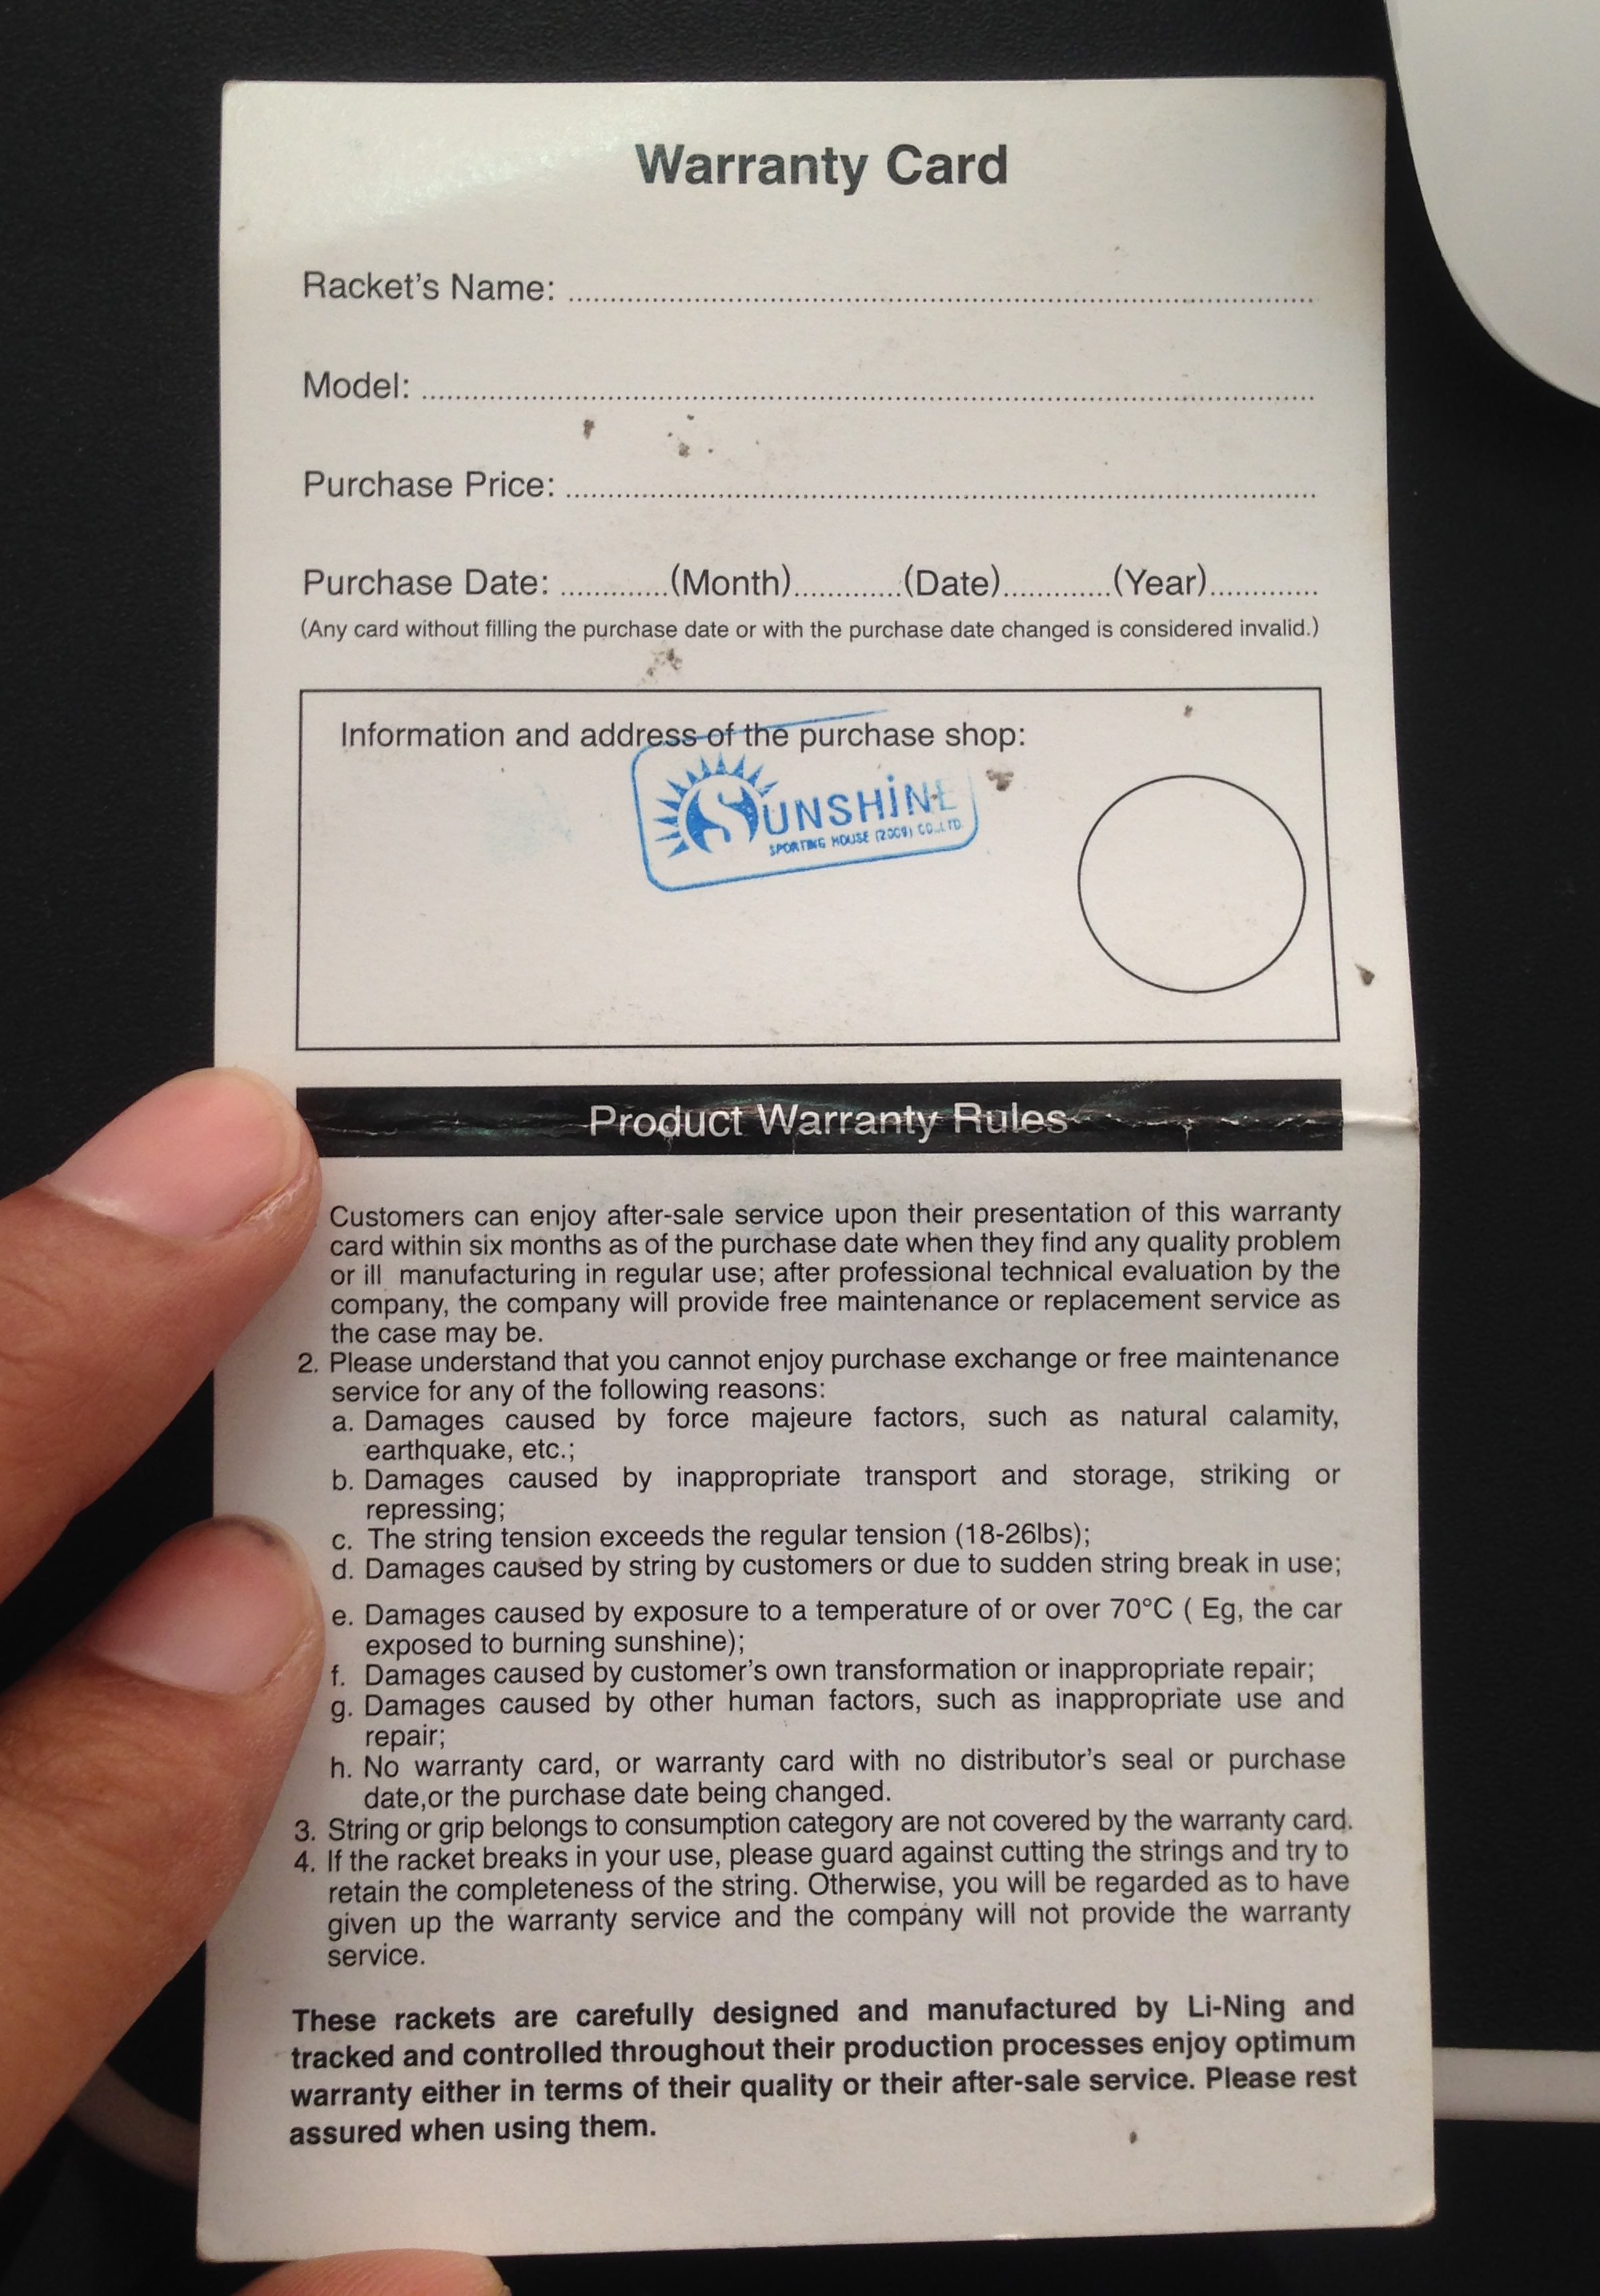 Warranty Card
Racket's Name: ........................................
Model: ........................................
Purchase Price: ........................................
Purchase Date: .............(Month).............(Date).............(Year).............
(Any card without filling the purchase date or with the purchase date changed is considered invalid.)
Information and address of the purchase shop:
SUNSHINE
SPORTING HOUSE (2009) CO.,LTD.
Product Warranty Rules
Customers can enjoy after-sale service upon their presentation of this warranty
card within six months as of the purchase date when they find any quality problem
or ill manufacturing in regular use; after professional technical evaluation by the
company, the company will provide free maintenance or replacement service as
the case may be.
2. Please understand that you cannot enjoy purchase exchange or free maintenance
service for any of the following reasons:
a. Damages caused by force majeure factors, such as natural calamity,
earthquake, etc.;
b. Damages caused by inappropriate transport and storage, striking or
repressing;
c. The string tension exceeds the regular tension (18-26lbs);
d. Damages caused by string by customers or due to sudden string break in use;
e. Damages caused by exposure to a temperature of or over 70°C ( Eg, the car
exposed to burning sunshine);
f. Damages caused by customer's own transformation or inappropriate repair;
g. Damages caused by other human factors, such as inappropriate use and
repair;
h. No warranty card, or warranty card with no distributor's seal or purchase
date,or the purchase date being changed.
3. String or grip belongs to consumption category are not covered by the warranty card.
4. If the racket breaks in your use, please guard against cutting the strings and try to
retain the completeness of the string. Otherwise, you will be regarded as to have
given up the warranty service and the company will not provide the warranty
service.
These rackets are carefully designed and manufactured by Li-Ning and
tracked and controlled throughout their production processes enjoy optimum
warranty either in terms of their quality or their after-sale service. Please rest
assured when using them.